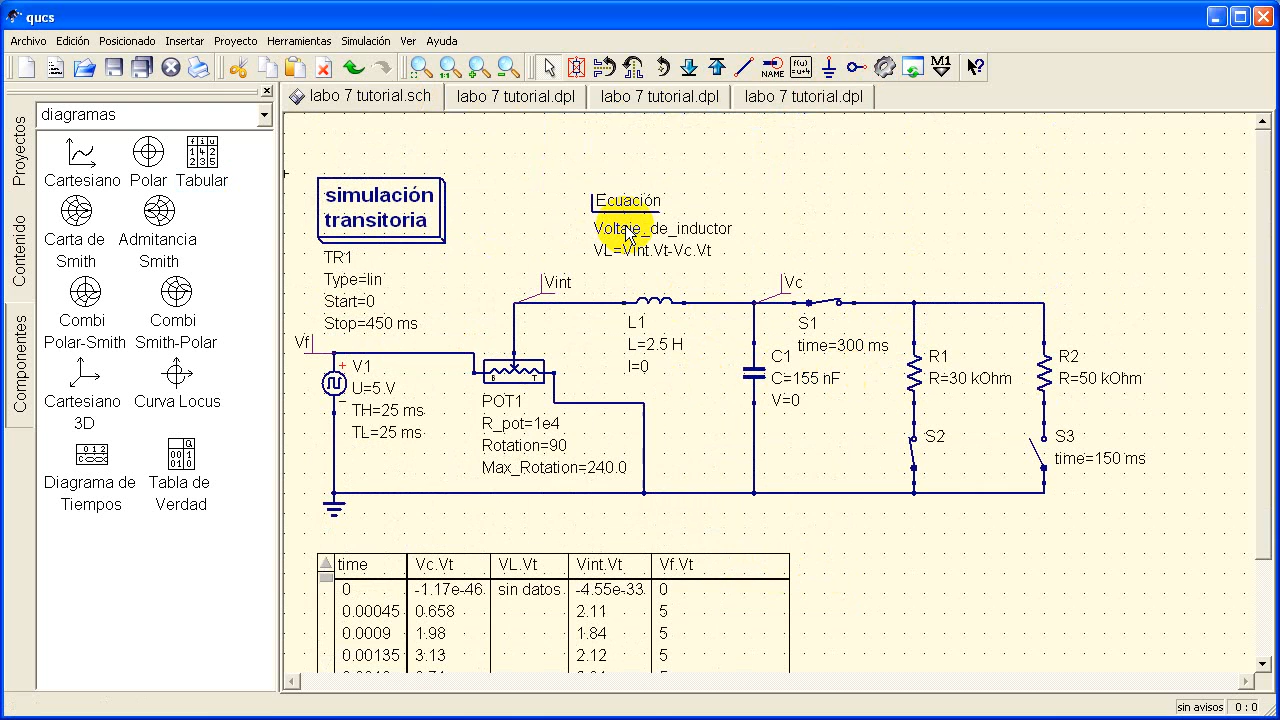 qucs
Archivo Edición Posicionado Insertar Proyecto Herramientas Simulación Ver Ayuda
1:1 NAME f(ω) u=4 M1 ?
labo 7 tutorial.sch labo 7 tutorial.dpl labo 7 tutorial.dpl labo 7 tutorial.dpl
Proyectos
Contenido
Componentes
diagramas
Cartesiano Polar Tabular
Carta de Smith
Admitancia Smith
Combi Polar-Smith
Combi Smith-Polar
Cartesiano 3D
Curva Locus
Diagrama de Tiempos
Tabla de Verdad
simulación
transitoria
TR1
Type=lin
Start=0
Stop=450 ms
Ecuación
Voltaje_de_inductor
VL=Vint.Vt-Vc.Vt
Vint
Vc
Vf
V1
U=5 V
TH=25 ms
TL=25 ms
POT1
R_pot=1e4
Rotation=90
Max_Rotation=240.0
B T
L1
L=2.5 H
I=0
C1
C=155 nF
V=0
S1
time=300 ms
R1
R=30 kOhm
R2
R=50 kOhm
S2
S3
time=150 ms
time Vc.Vt VL.Vt Vint.Vt Vf.Vt
0 -1.17e-46 sin datos -4.55e-33 0
0.00045 0.658 2.11 5
0.0009 1.98 1.84 5
0.00135 3.13 2.12 5
sin avisos 0 : 0